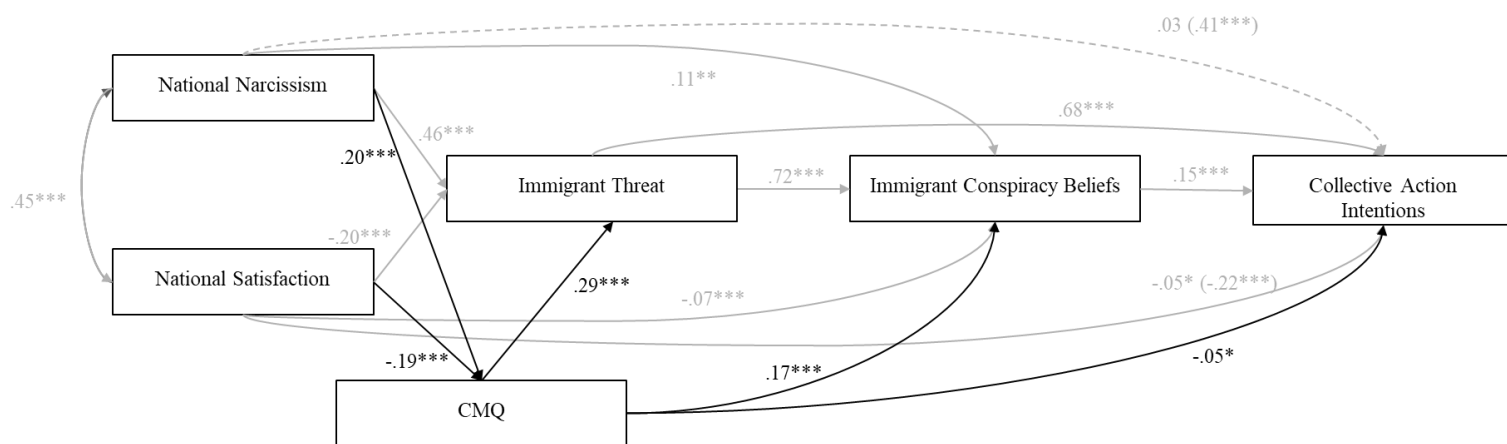 .03 (.41***)
National Narcissism
.11**
.68***
.46***
.20***
Immigrant Threat
.72***
Immigrant Conspiracy Beliefs
.15***
Collective Action
Intentions
.45***
-.20***
National Satisfaction
.29***
-.07***
-.05* (-.22***)
-.19***
.17***
-.05*
CMQ